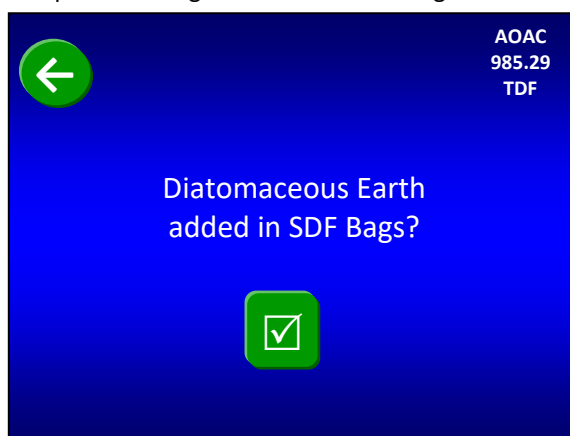 AOAC
985.29
TDF
Diatomaceous Earth
added in SDF Bags?